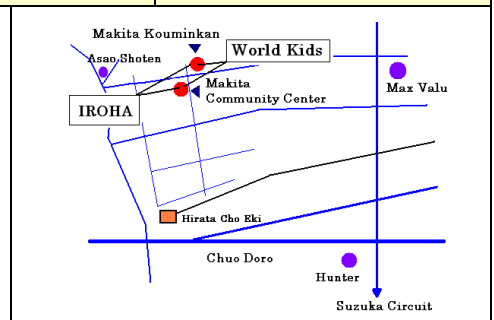 Makita Kouminkan
World Kids
Asao Shoten
Max Valu
Makita
Community Center
IROHA
Hirata Cho Eki
Chuo Doro
Hunter
Suzuka Circuit